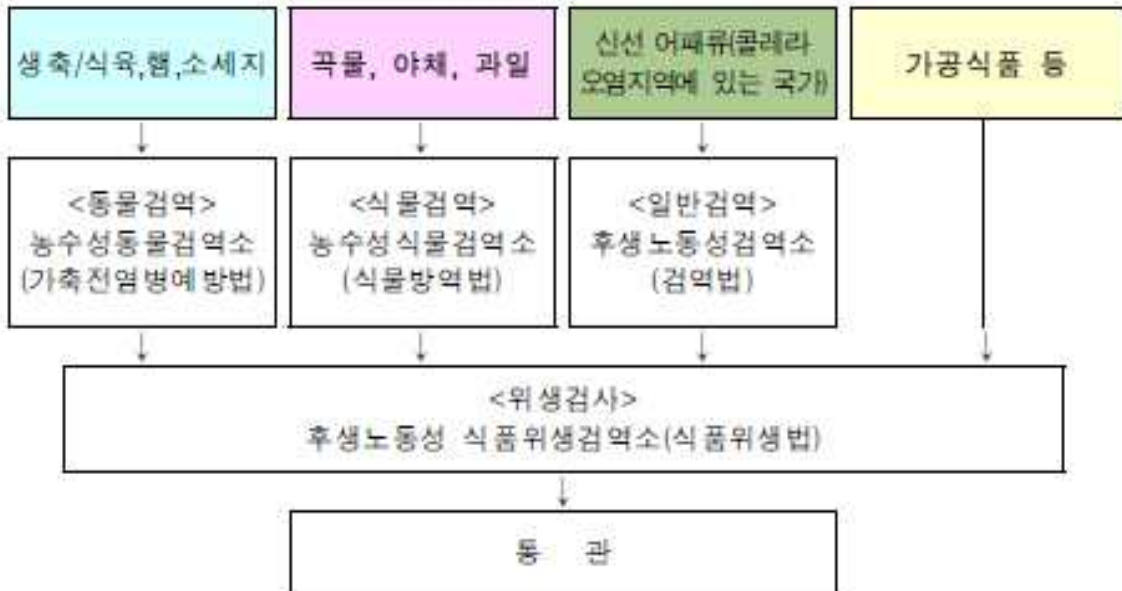 생축/식육,햄,소세지
곡물, 야채, 과일
신선 어패류(콜레라
오염지역에 있는 국가)
가공식품 등
<동물검역>
농수성동물검역소
(가축전염병예방법)
<식물검역>
농수성식물검역소
(식물방역법)
<일반검역>
후생노동성검역소
(검역법)
<위생검사>
후생노동성 식품위생검역소(식품위생법)
통 관